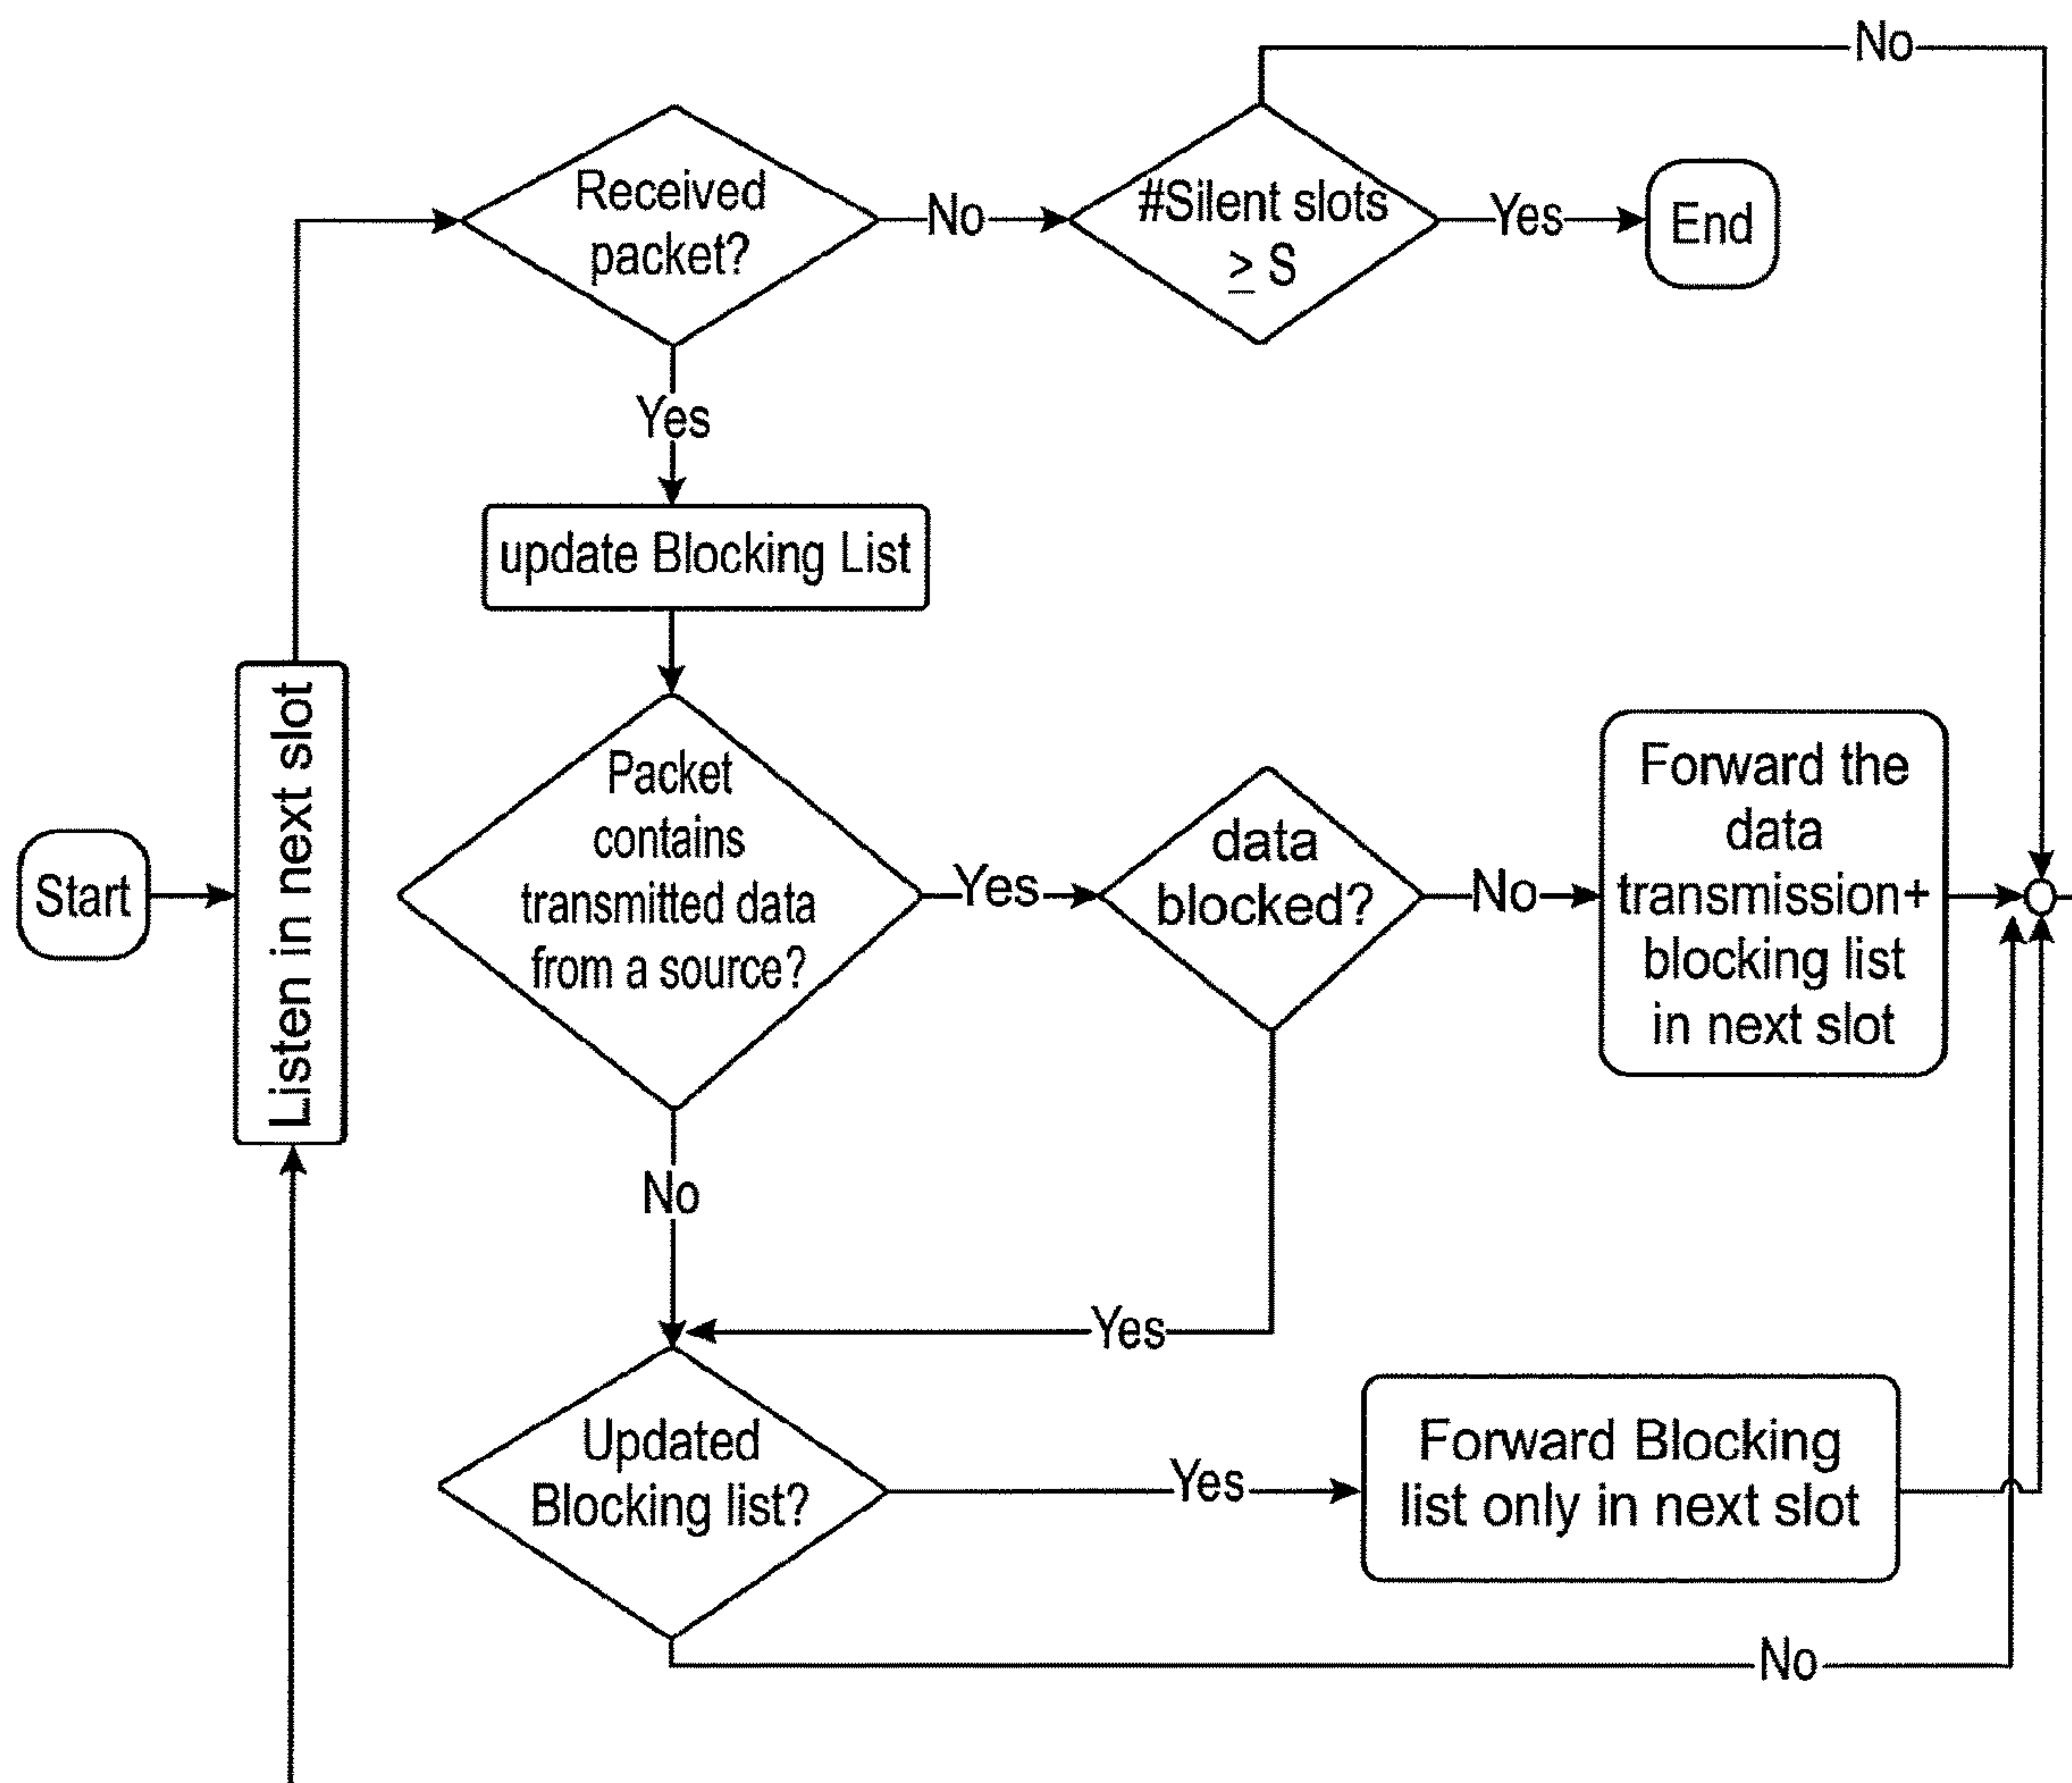 No
Received
packet?
No
#Silent slots
≥ S
Yes
End
Yes
update Blocking List
Start
Listen in next slot
Packet
contains
transmitted data
from a source?
Yes
data
blocked?
No
Forward the
data
transmission+
blocking list
in next slot
No
Yes
Updated
Blocking list?
Yes
Forward Blocking
list only in next slot
No